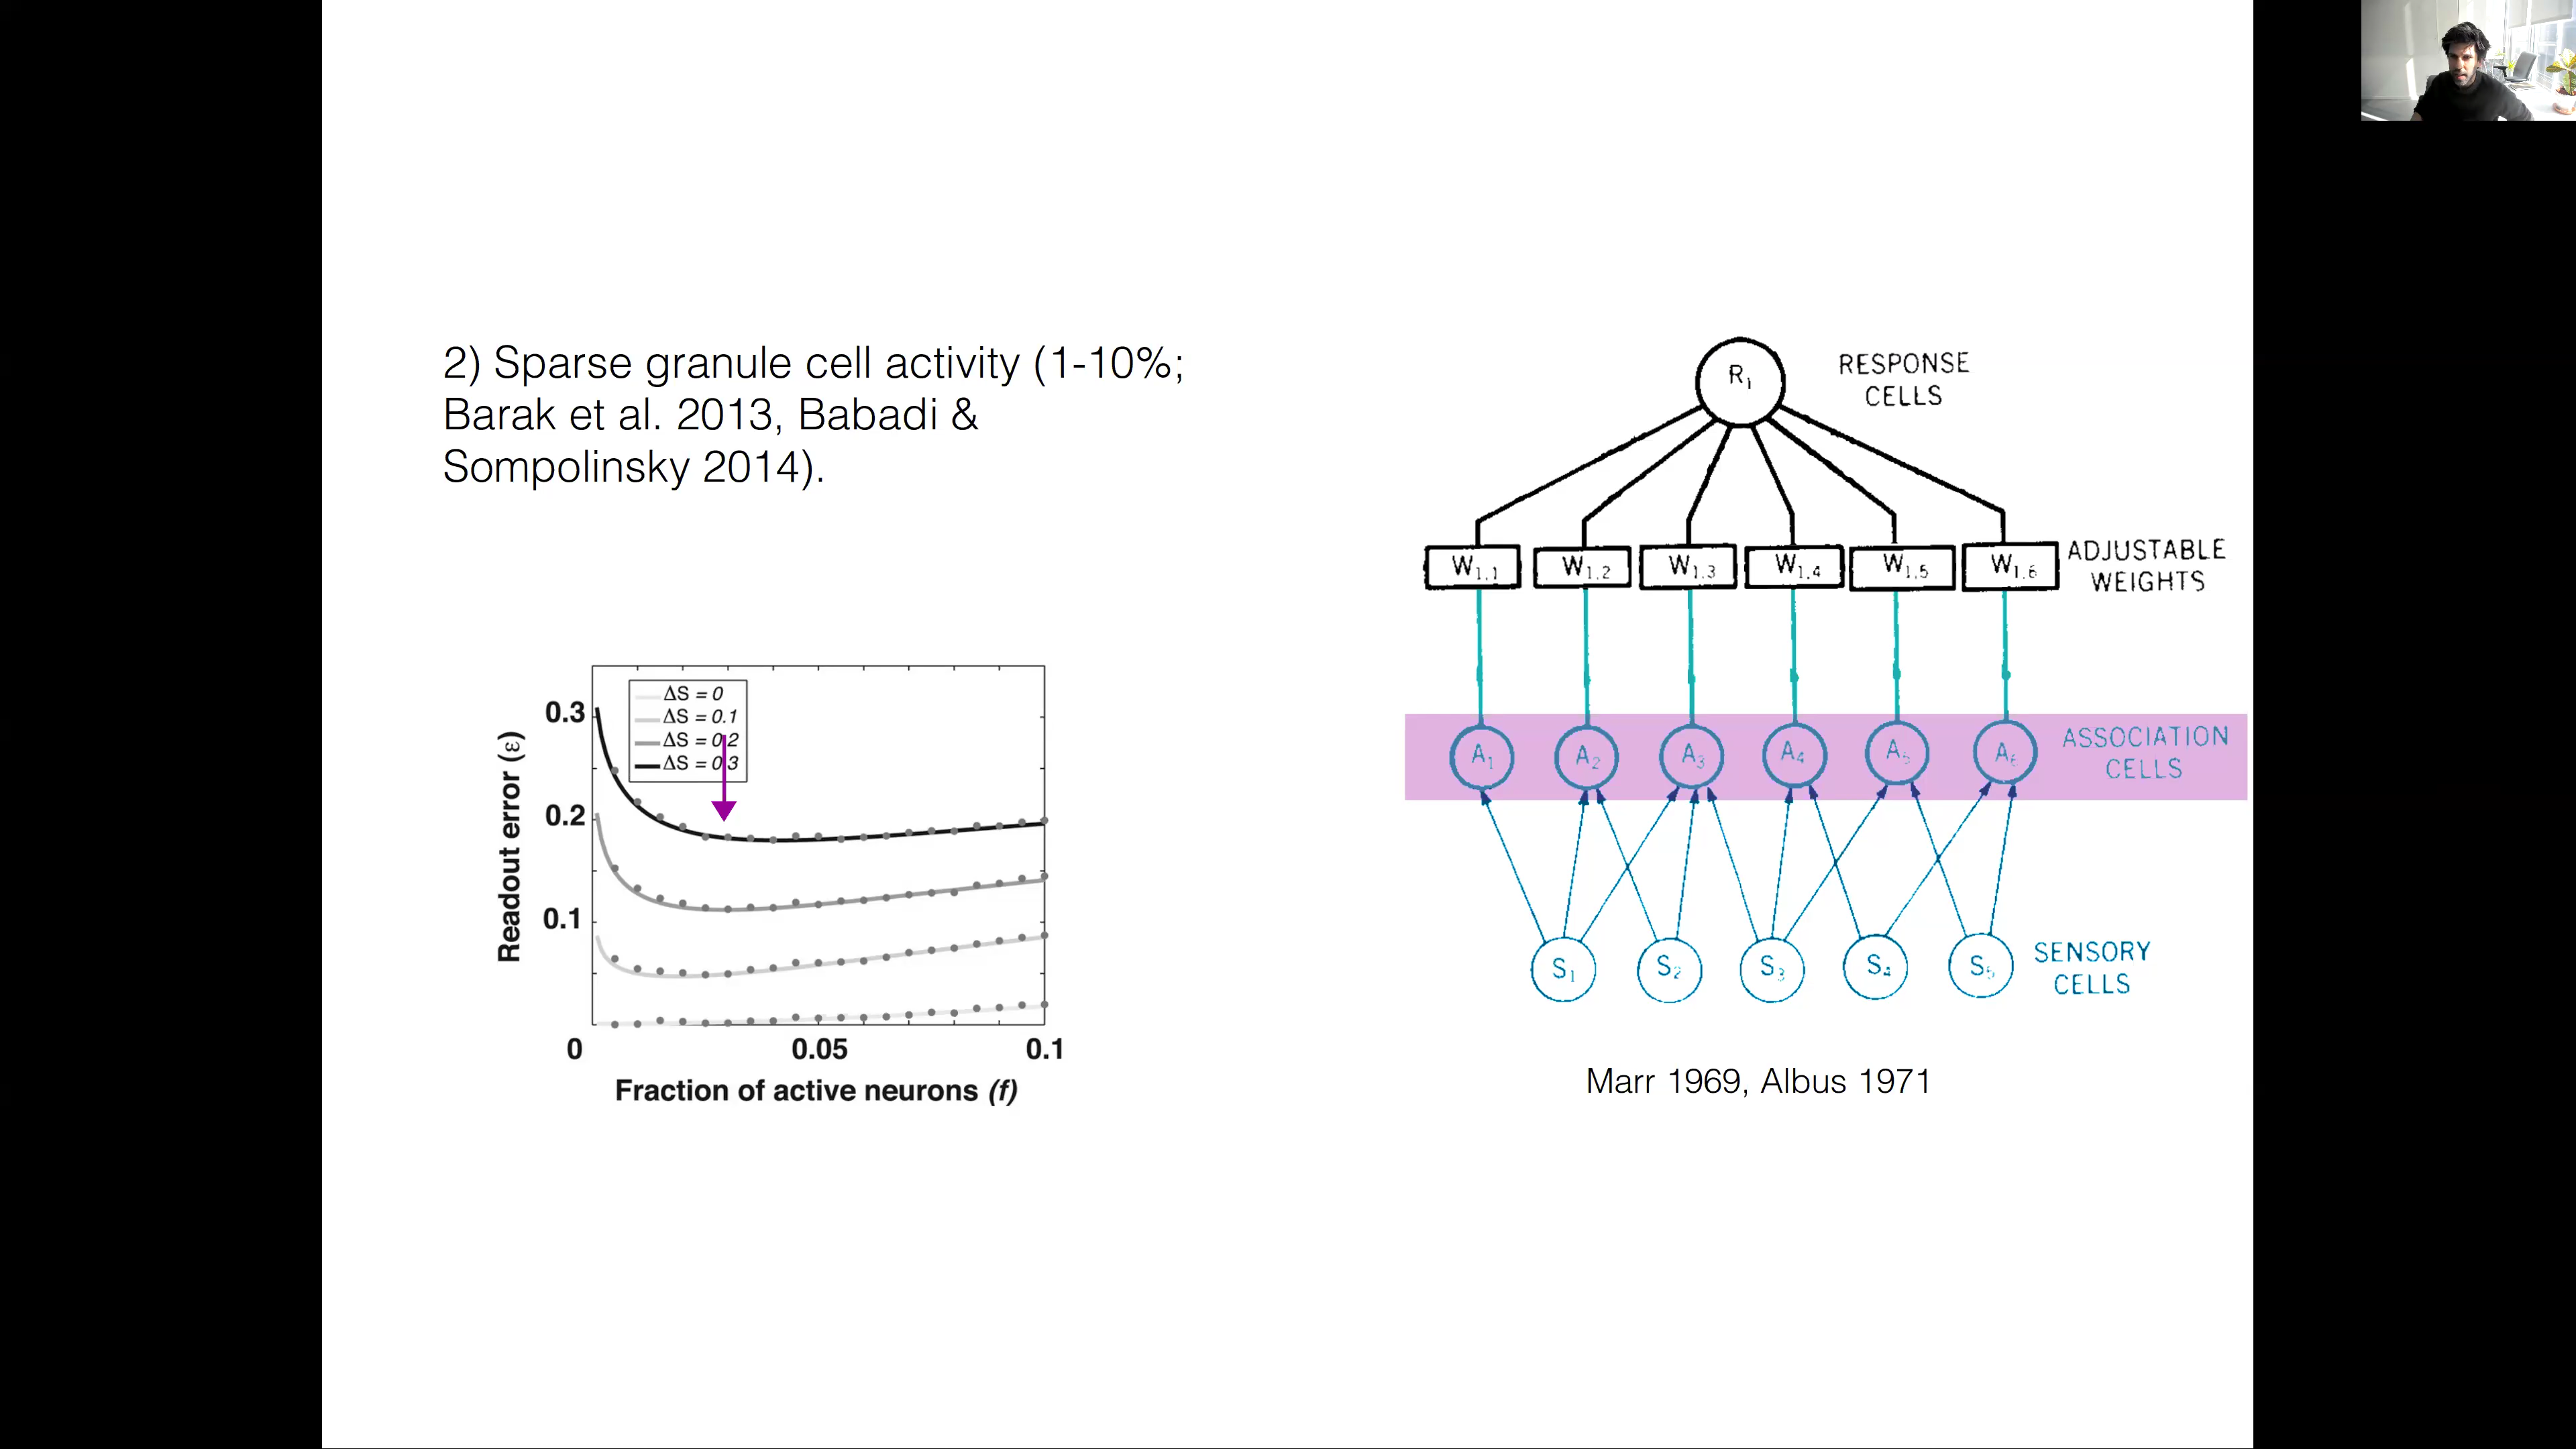 2) Sparse granule cell activity (1-10%;
Barak et al. 2013, Babadi &
Sompolinsky 2014).
ΔS = 0
ΔS = 0.1
ΔS = 0.2
ΔS = 0.3
0.3
0.2
0.1
Readout error (ε)
0
0.05
0.1
Fraction of active neurons (f)
R1
RESPONSE
CELLS
W1,1
W1,2
W1,3
W1,4
W1,5
W1,6
ADJUSTABLE
WEIGHTS
A1
A2
A3
A4
A5
A6
ASSOCIATION
CELLS
S1
S2
S3
S4
S5
SENSORY
CELLS
Marr 1969, Albus 1971